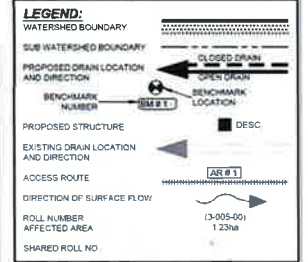 LEGEND:
WATERSHED BOUNDARY
SUB WATERSHED BOUNDARY
CLOSED DRAIN
PROPOSED DRAIN LOCATION
AND DIRECTION
OPEN DRAIN
BENCHMARK
NUMBER
BM # 1
BENCHMARK
LOCATION
PROPOSED STRUCTURE
DESC
EXISTING DRAIN LOCATION
AND DIRECTION
ACCESS ROUTE
AR # 1
DIRECTION OF SURFACE FLOW
ROLL NUMBER
(3-005-00)
AFFECTED AREA
1 23ha
SHARED ROLL NO